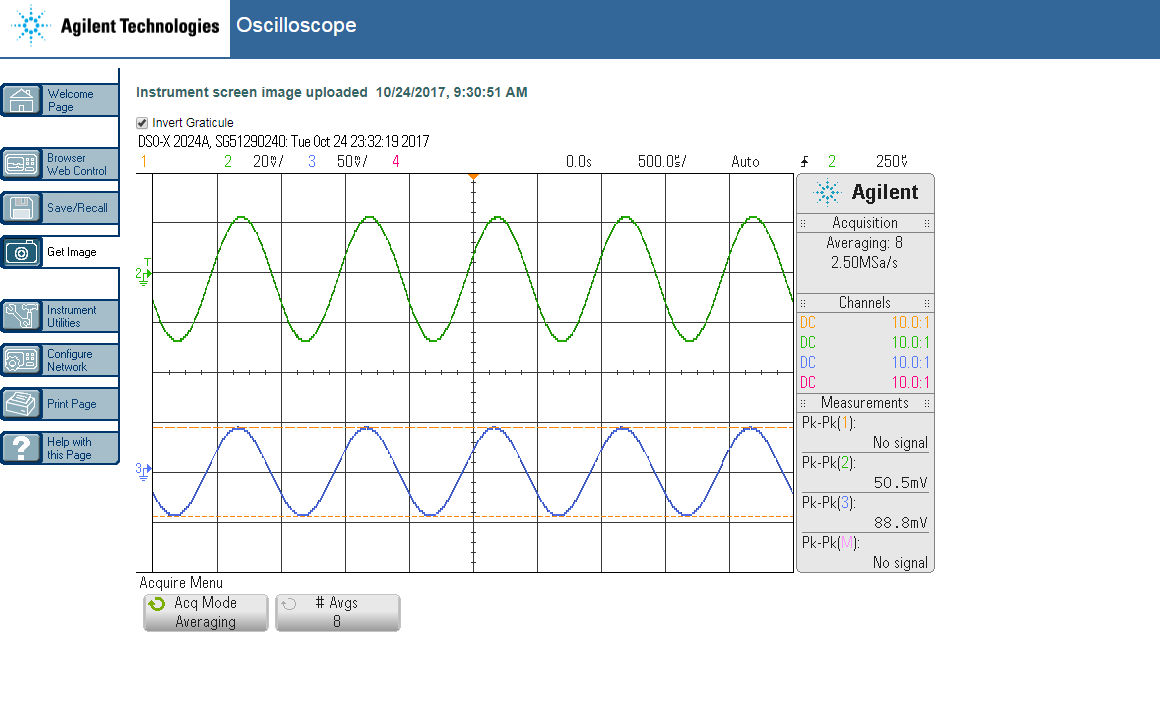 Agilent Technologies
Oscilloscope
Welcome
Page
Browser
Web Control
Save/Recall
Get Image
Instrument
Utilities
Configure
Network
Print Page
Help with
this Page
Instrument screen image uploaded 10/24/2017, 9:30:51 AM
Invert Graticule
DSO-X 2024A, SG51290240: Tue Oct 24 23:32:19 2017
1 2 20V/ 3 50V/ 4 0.0s 500.0s/ Auto 2 250V
T
2
3
Agilent
Acquisition
Averaging: 8
2.50MSa/s
Channels
DC 10.0:1
DC 10.0:1
DC 10.0:1
DC 10.0:1
Measurements
Pk-Pk(1):
No signal
Pk-Pk(2):
50.5mV
Pk-Pk(3):
88.8mV
Pk-Pk(M):
No signal
Acquire Menu
Acq Mode
Averaging
# Avgs
8